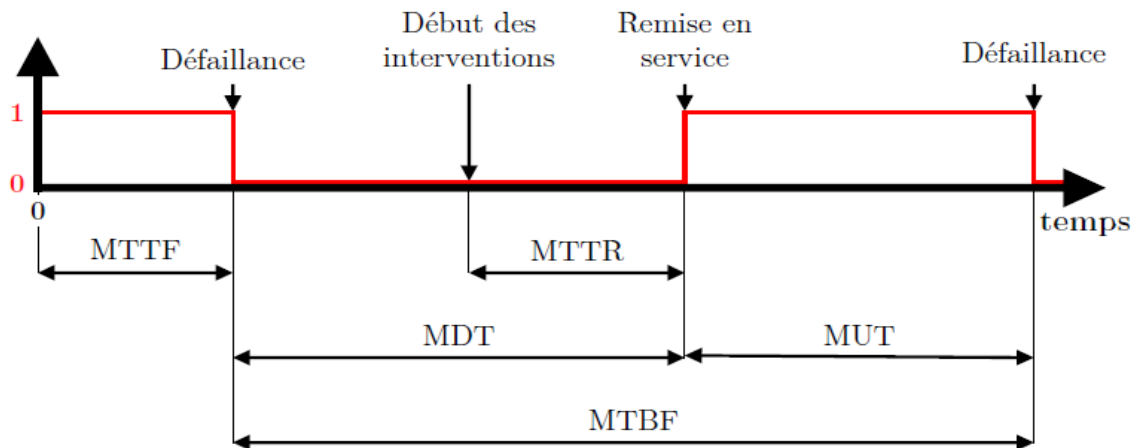 Début des
interventions
Remise en
service
Défaillance
Défaillance
1
0
0
temps
MTTF
MTTR
MDT
MUT
MTBF